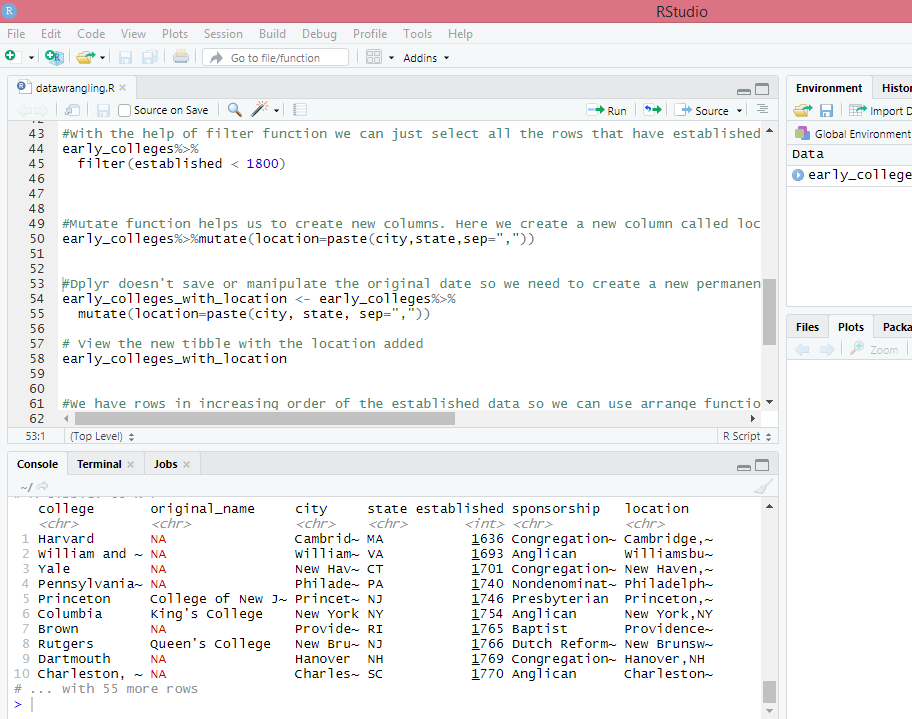 RStudio
File Edit Code View Plots Session Build Debug Profile Tools Help
Go to file/function Addins
datawrangling.R
Source on Save Run Source
43 #With the help of filter function we can just select all the rows that have established
44 early_colleges%>%
45 filter(established < 1800)
46
47
48
49 #Mutate function helps us to create new columns. Here we create a new column called loc
50 early_colleges%>%mutate(location=paste(city,state,sep=","))
51
52
53 #Dplyr doesn't save or manipulate the original date so we need to create a new permanen
54 early_colleges_with_location <- early_colleges%>%
55 mutate(location=paste(city, state, sep=","))
56
57 # View the new tibble with the location added
58 early_colleges_with_location
59
60
61 #We have rows in increasing order of the established data so we can use arrange functio
62
53:1 (Top Level) R Script
Console Terminal Jobs
~/
college original_name city state established sponsorship location
<chr> <chr> <chr> <chr> <int> <chr> <chr>
1 Harvard NA Cambrid~ MA 1636 Congregation~ Cambridge,~
2 William and ~ NA William~ VA 1693 Anglican Williamsbu~
3 Yale NA New Hav~ CT 1701 Congregation~ New Haven,~
4 Pennsylvania~ NA Philade~ PA 1740 Nondenominat~ Philadelph~
5 Princeton College of New J~ Princet~ NJ 1746 Presbyterian Princeton,~
6 Columbia King's College New York NY 1754 Anglican New York,NY
7 Brown NA Provide~ RI 1765 Baptist Providence~
8 Rutgers Queen's College New Bru~ NJ 1766 Dutch Reform~ New Brunsw~
9 Dartmouth NA Hanover NH 1769 Congregation~ Hanover,NH
10 Charleston, ~ NA Charles~ SC 1770 Anglican Charleston~
# ... with 55 more rows
>
Environment Histor
Import D
Global Environment
Data
early_college
Files Plots Packa
Zoom